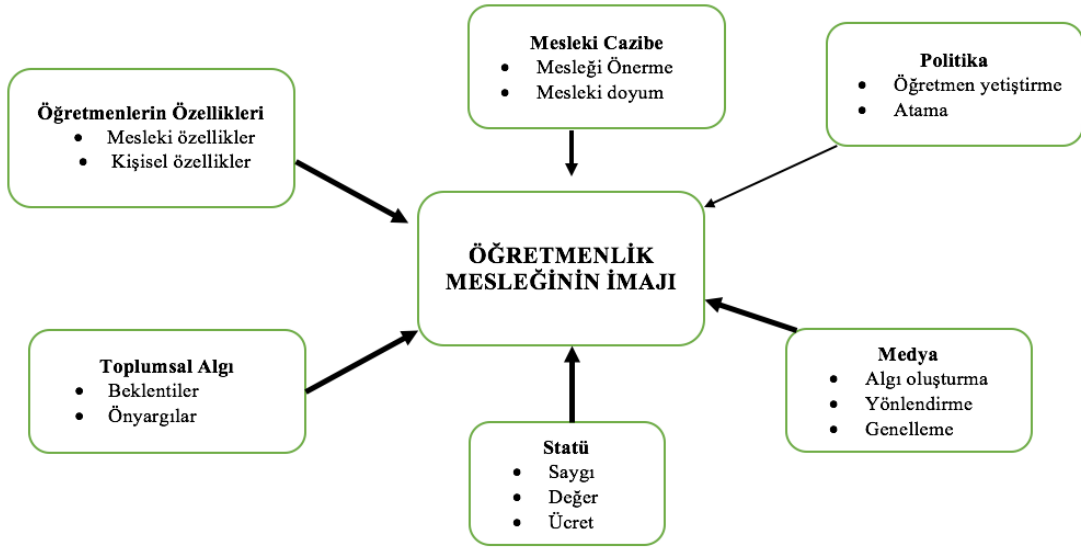 Mesleki Cazibe
• Mesleği Önerme
• Mesleki doyum
Politika
• Öğretmen yetiştirme
• Atama
Öğretmenlerin Özellikleri
• Mesleki özellikler
• Kişisel özellikler
ÖĞRETMENLİK
MESLEĞİNİN İMAJI
Toplumsal Algı
• Beklentiler
• Önyargılar
Medya
• Algı oluşturma
• Yönlendirme
• Genelleme
Statü
• Saygı
• Değer
• Ücret